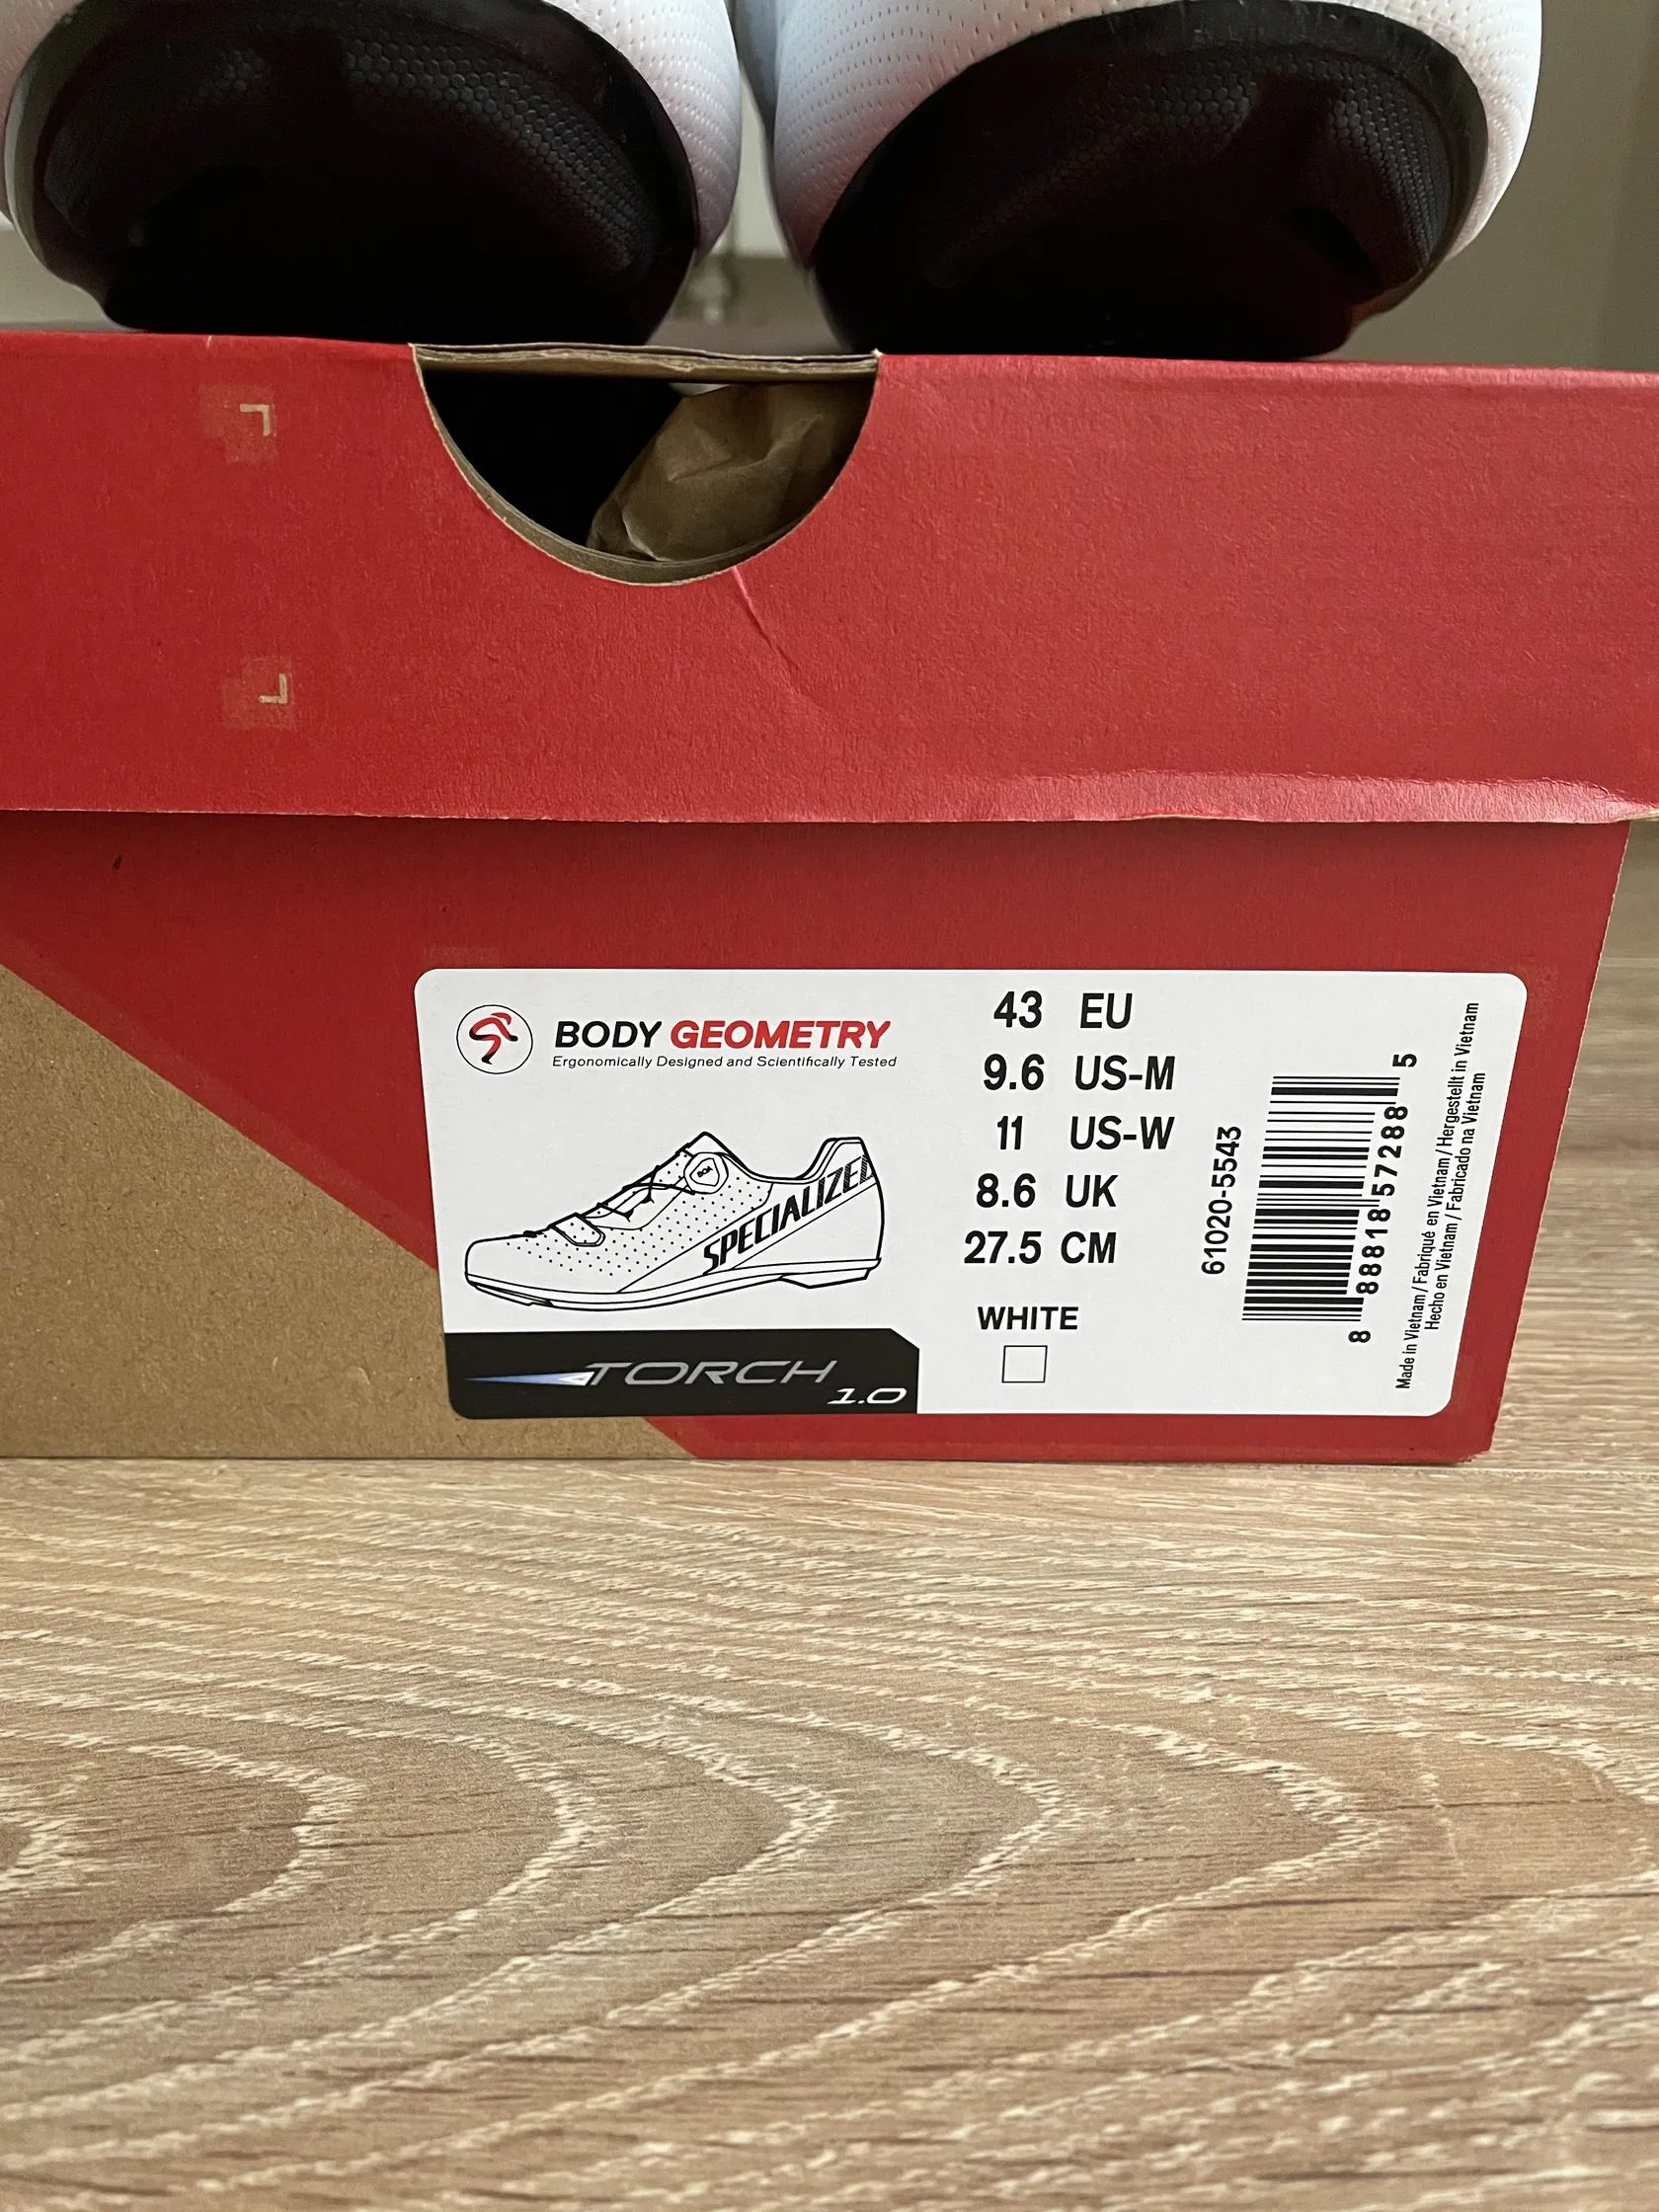 BODY GEOMETRY
Ergonomically Designed and Scientifically Tested
BOA
SPECIALIZED
TORCH
1.0
43 EU
9.6 US-M
11 US-W
8.6 UK
27.5 CM
WHITE
61020-5543
8 88818 57288 5
Made in Vietnam / Fabriqué en Vietnam / Hergestellt in Vietnam
Hecho en Vietnam / Fabricado na Vietnam